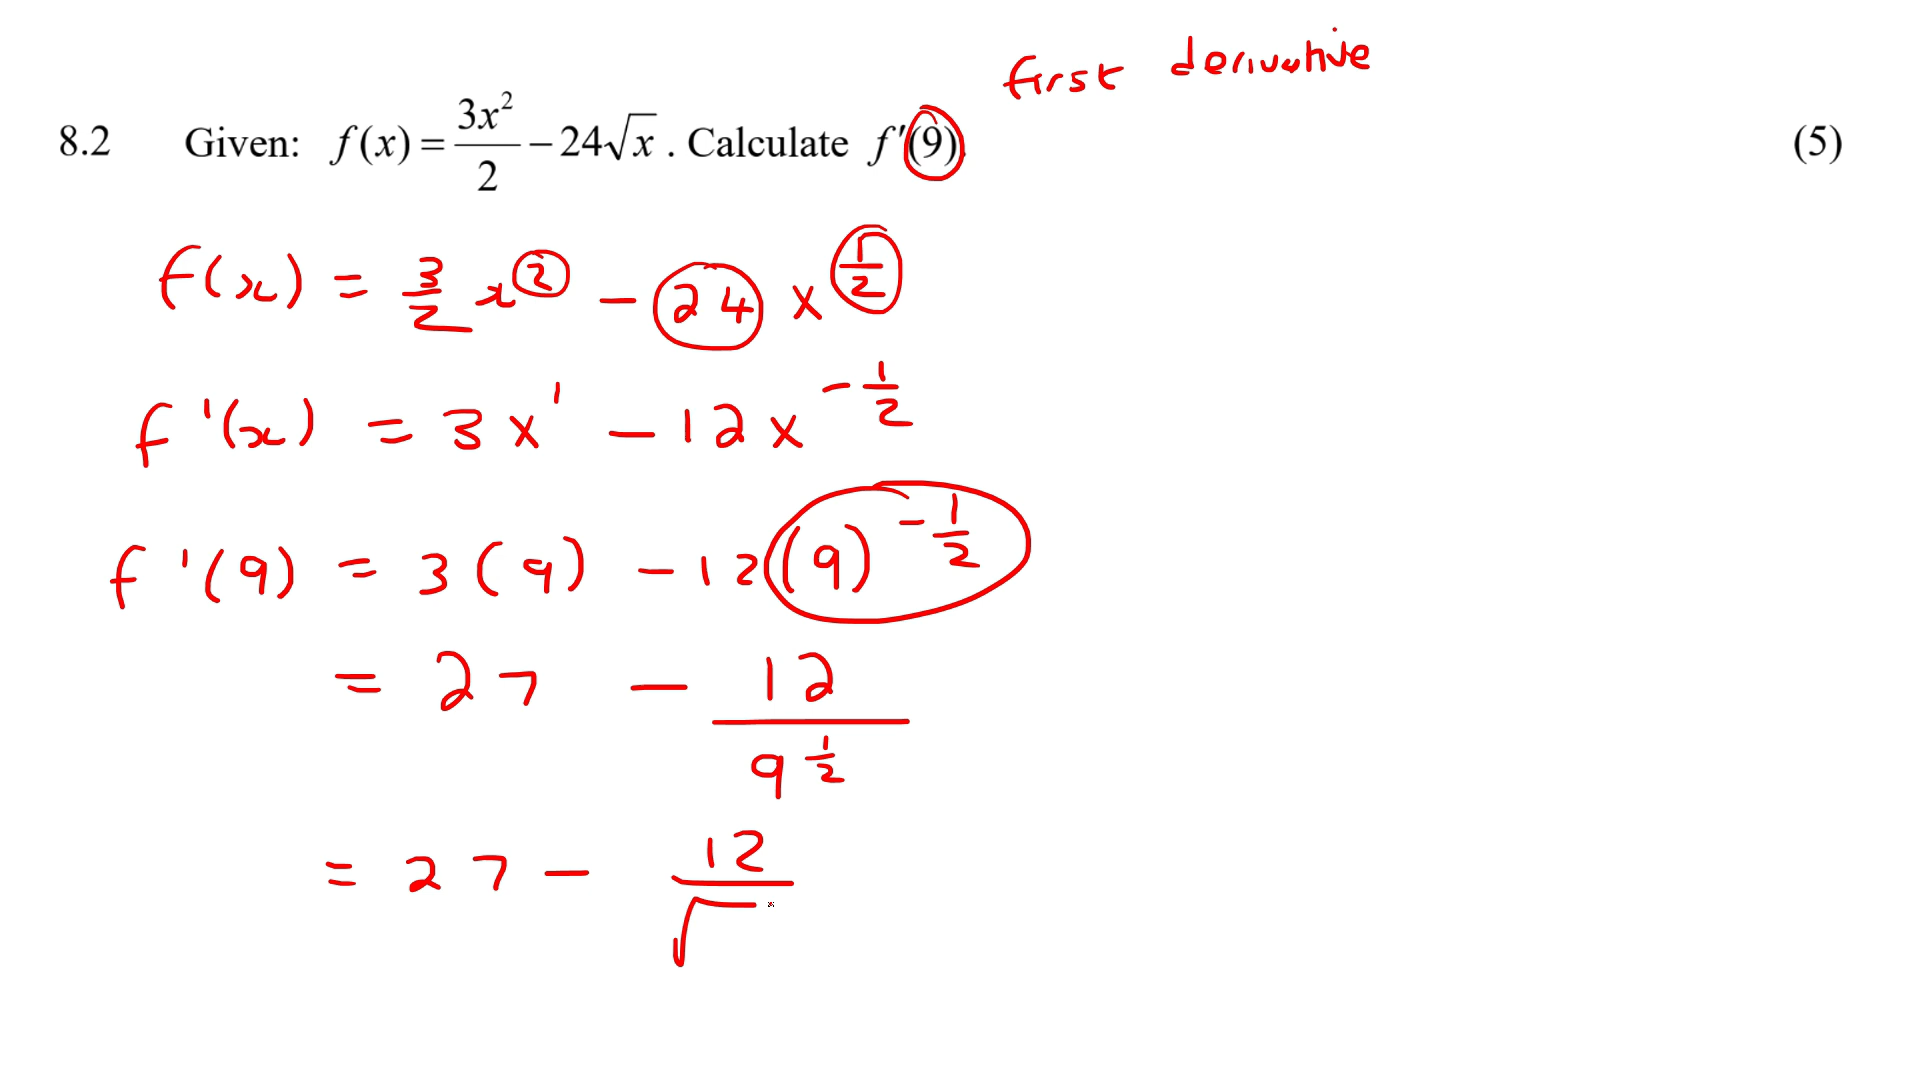 first derivative
8.2 Given: f(x) = 3x²/2 − 24√x . Calculate f′(9). (5)
f(x) = 3/2 x² − 24 x^(1/2)
f'(x) = 3x¹ − 12x^(−1/2)
f'(9) = 3(9) − 12(9)^(−1/2)
= 27 − 12/9^(1/2)
= 27 − 12/√